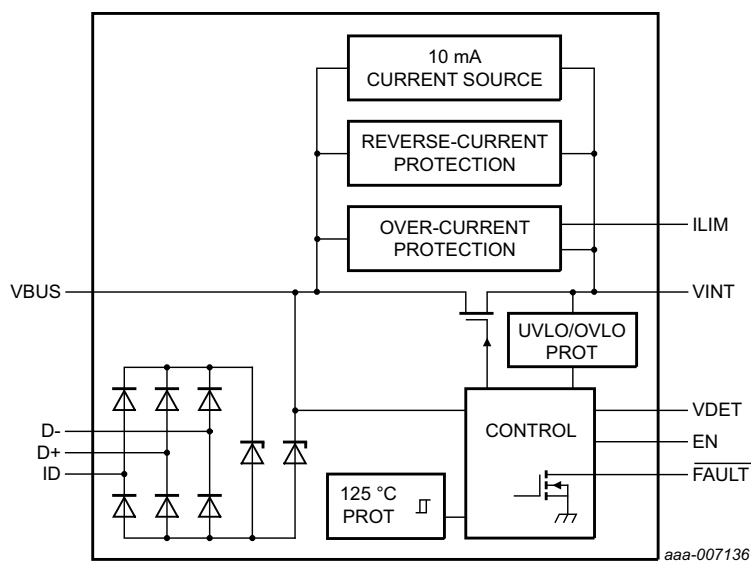 10 mA
CURRENT SOURCE
REVERSE-CURRENT
PROTECTION
OVER-CURRENT
PROTECTION
ILIM
VBUS
VINT
UVLO/OVLO
PROT
VDET
CONTROL
EN
D-
D+
ID
FAULT
125 °C
PROT
aaa-007136